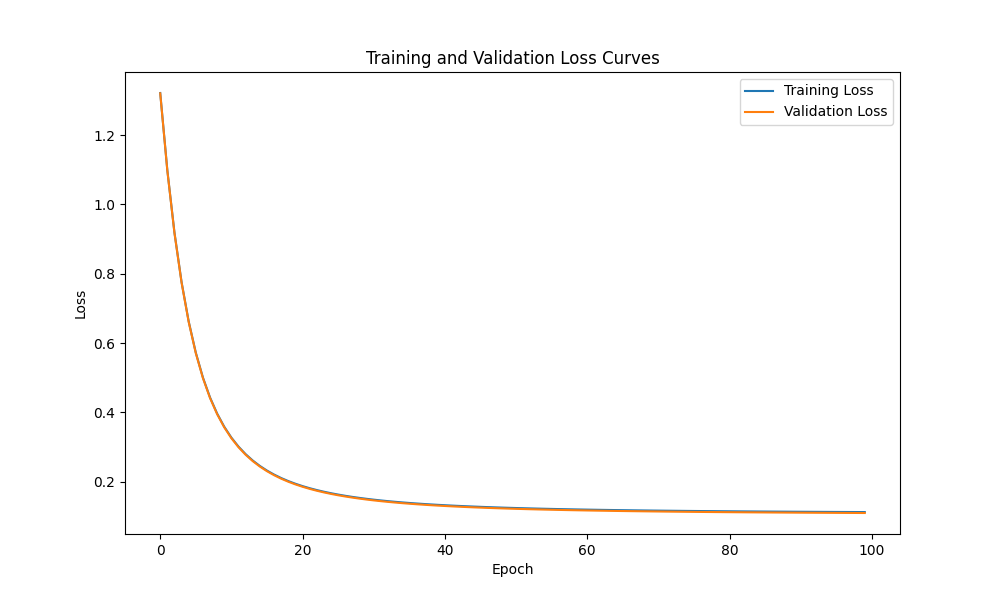 Training and Validation Loss Curves
Training Loss
Validation Loss
1.2
1.0
0.8
0.6
0.4
0.2
Loss
0 20 40 60 80 100
Epoch